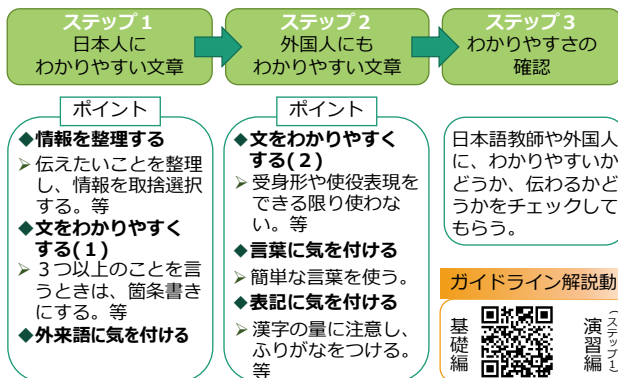 ステップ１
日本人に
わかりやすい文章
ステップ２
外国人にも
わかりやすい文章
ステップ３
わかりやすさの
確認
ポイント
◆情報を整理する
➢伝えたいことを整理
し、情報を取捨選択
する。等
◆文をわかりやすく
する(１)
➢３つ以上のことを言
うときは、箇条書き
にする。等
◆外来語に気を付ける
ポイント
◆文をわかりやすく
する(２)
➢受身形や使役表現を
できる限り使わな
い。等
◆言葉に気を付ける
➢簡単な言葉を使う。
◆表記に気を付ける
➢漢字の量に注意し、
ふりがなをつける。
等
日本語教師や外国人
に、わかりやすいか
どうか、伝わるかど
うかをチェックして
もらう。
ガイドライン解説動
基礎編
演習編
(ステップ1)